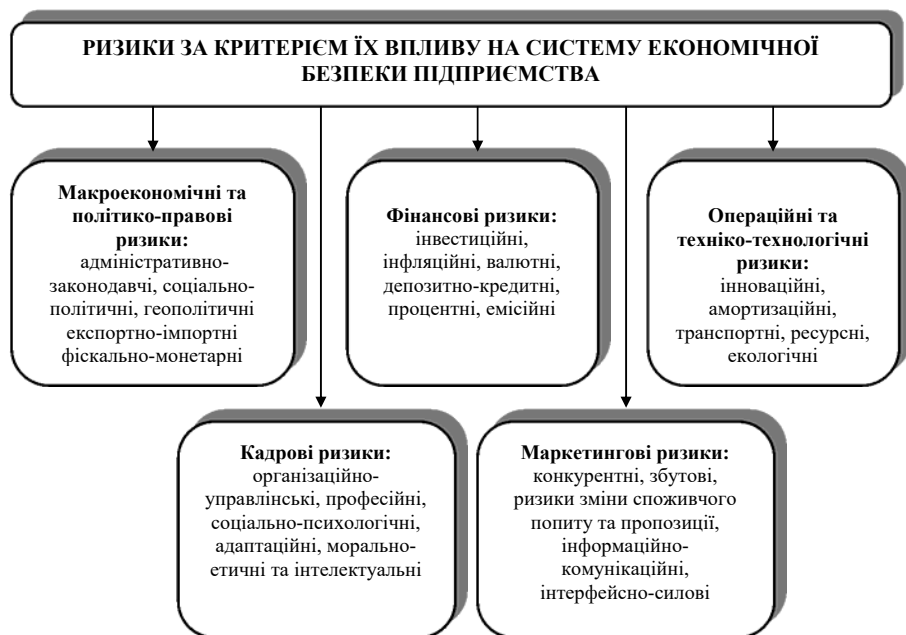 РИЗИКИ ЗА КРИТЕРІЄМ ЇХ ВПЛИВУ НА СИСТЕМУ ЕКОНОМІЧНОЇ
БЕЗПЕКИ ПІДПРИЄМСТВА
Макроекономічні та
політико-правові
ризики:
адміністративно-
законодавчі, соціально-
політичні, геополітичні
експортно-імпортні
фіскально-монетарні
Фінансові ризики:
інвестиційні,
інфляційні, валютні,
депозитно-кредитні,
процентні, емісійні
Операційні та
техніко-технологічні
ризики:
інноваційні,
амортизаційні,
транспортні, ресурсні,
екологічні
Кадрові ризики:
організаційно-
управлінські, професійні,
соціально-психологічні,
адаптаційні, морально-
етичні та інтелектуальні
Маркетингові ризики:
конкурентні, збутові,
ризики зміни споживчого
попиту та пропозиції,
інформаційно-
комунікаційні,
інтерфейсно-силові